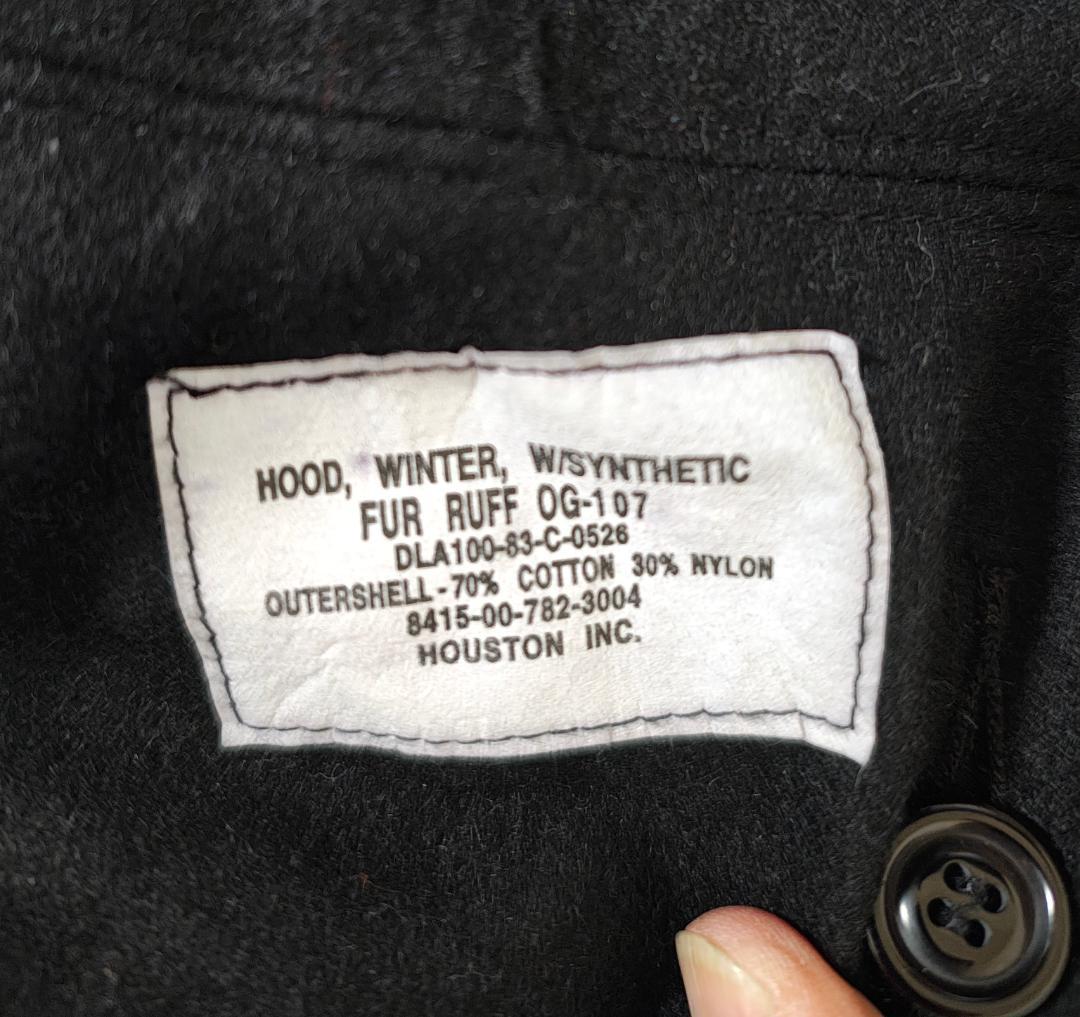 HOOD, WINTER, W/SYNTHETIC
FUR RUFF OG-107
DLA100-83-C-0526
OUTERSHELL-70% COTTON 30% NYLON
8415-00-782-3004
HOUSTON INC.